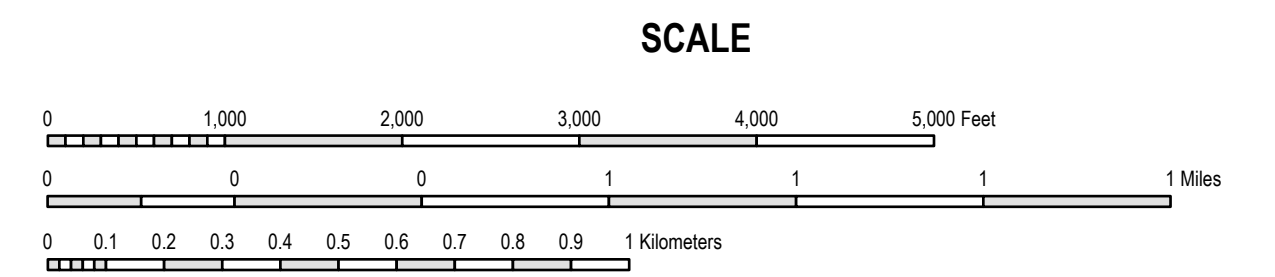 SCALE
0 1,000 2,000 3,000 4,000 5,000 Feet
0 0 0 1 1 1 1 Miles
0 0.1 0.2 0.3 0.4 0.5 0.6 0.7 0.8 0.9 1 Kilometers